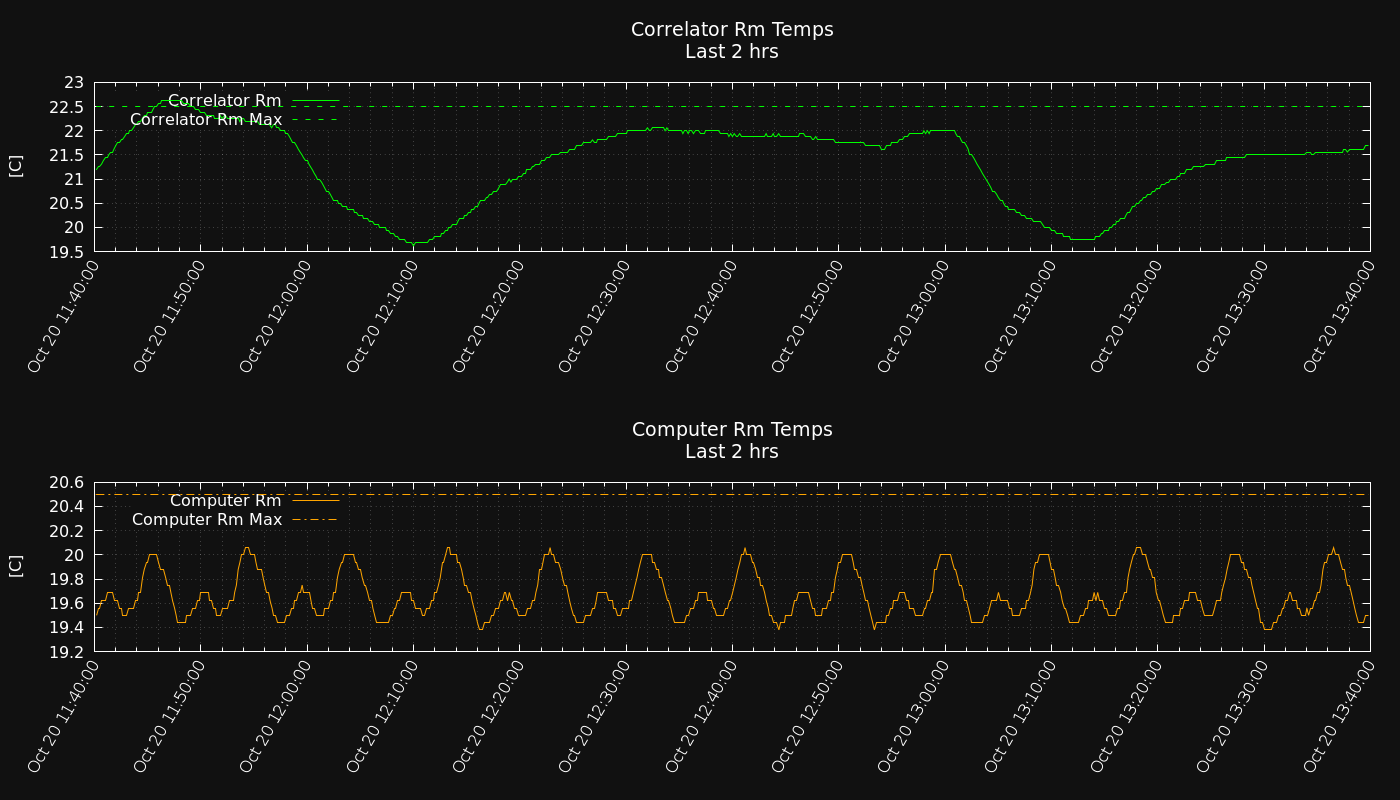 Correlator Rm Temps
Last 2 hrs
[C]
23
22.5
22
21.5
21
20.5
20
19.5
Correlator Rm
Correlator Rm Max
Oct 20 11:40:00
Oct 20 11:50:00
Oct 20 12:00:00
Oct 20 12:10:00
Oct 20 12:20:00
Oct 20 12:30:00
Oct 20 12:40:00
Oct 20 12:50:00
Oct 20 13:00:00
Oct 20 13:10:00
Oct 20 13:20:00
Oct 20 13:30:00
Oct 20 13:40:00
Computer Rm Temps
Last 2 hrs
[C]
20.6
20.4
20.2
20
19.8
19.6
19.4
19.2
Computer Rm
Computer Rm Max
Oct 20 11:40:00
Oct 20 11:50:00
Oct 20 12:00:00
Oct 20 12:10:00
Oct 20 12:20:00
Oct 20 12:30:00
Oct 20 12:40:00
Oct 20 12:50:00
Oct 20 13:00:00
Oct 20 13:10:00
Oct 20 13:20:00
Oct 20 13:30:00
Oct 20 13:40:00